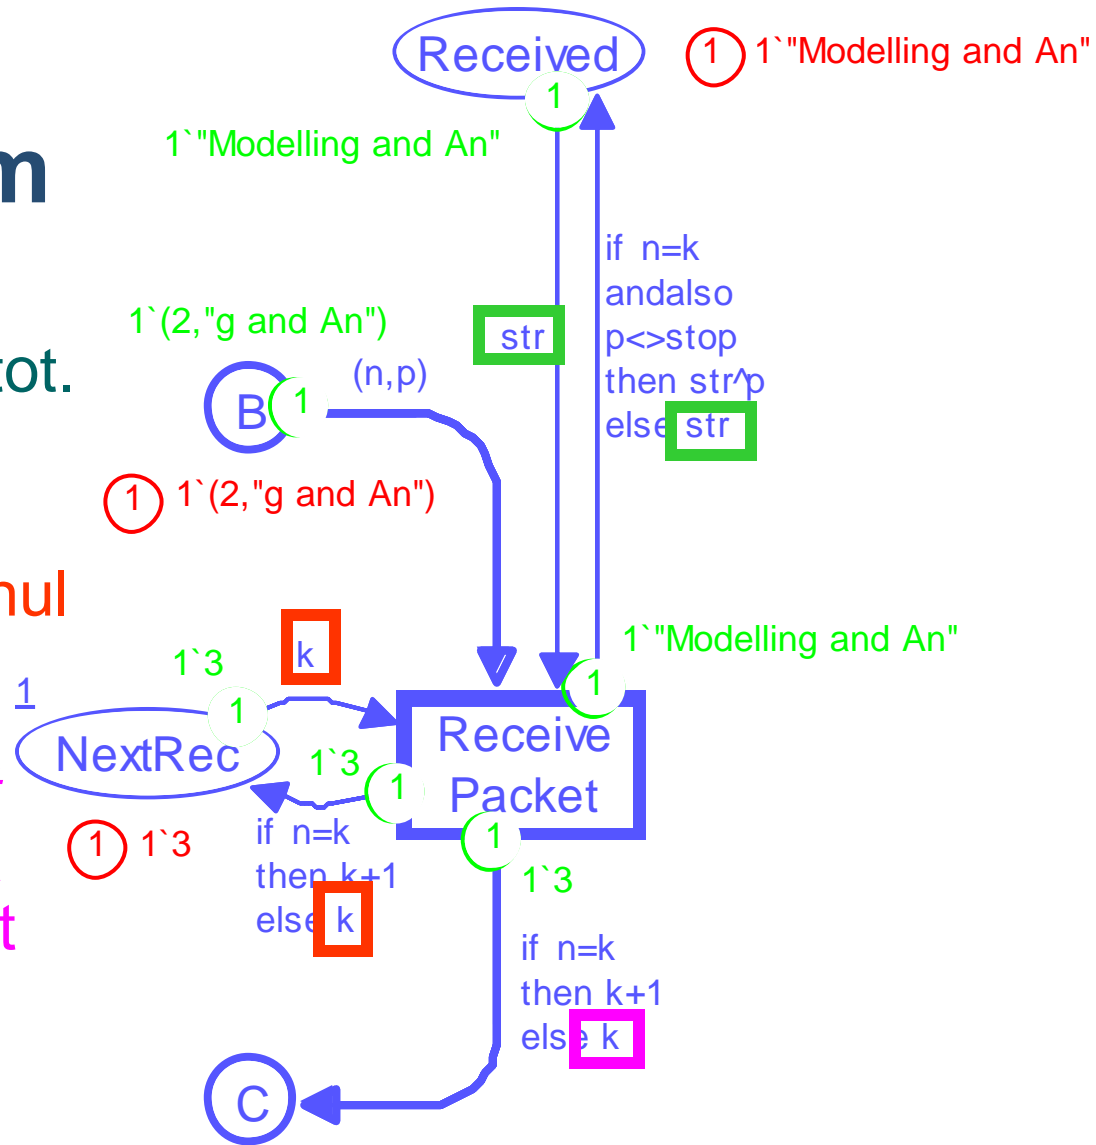 Received
1 1`"Modelling and An"
1
1`"Modelling and An"
m
if n=k
andalso
p<>stop
then str^p
else str
str
1`(2,"g and An")
tot.
(n,p)
B 1
1 1`(2,"g and An")
nul
k
1`"Modelling and An"
1`3
1
1
1
NextRec
Receive
Packet
1`3
1
1
1 1`3
if n=k
then k+1
else k
1`3
t
if n=k
then k+1
else k
C